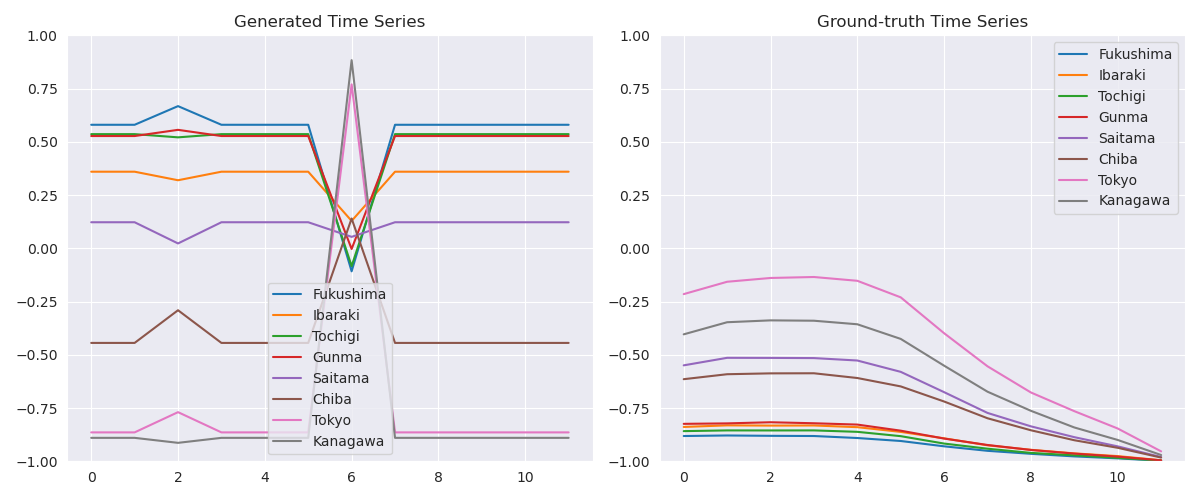 Generated Time Series
1.00
0.75
0.50
0.25
0.00
−0.25
−0.50
−0.75
−1.00
0 2 4 6 8 10
Fukushima
Ibaraki
Tochigi
Gunma
Saitama
Chiba
Tokyo
Kanagawa
Ground-truth Time Series
1.00
0.75
0.50
0.25
0.00
−0.25
−0.50
−0.75
−1.00
0 2 4 6 8 10
Fukushima
Ibaraki
Tochigi
Gunma
Saitama
Chiba
Tokyo
Kanagawa